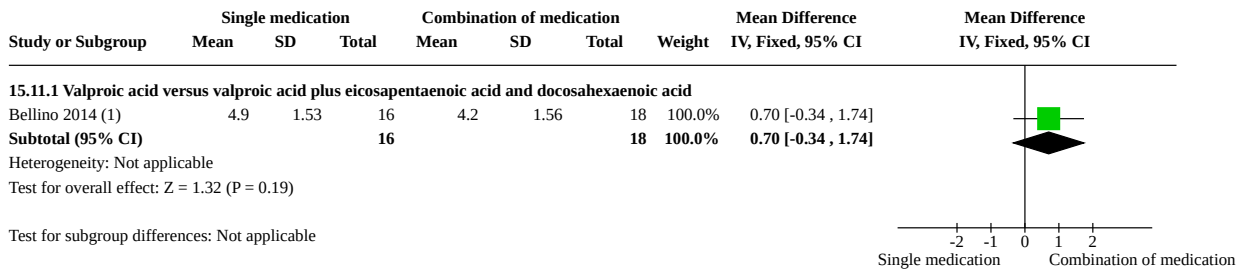 Single medication Combination of medication Mean Difference Mean Difference
Study or Subgroup Mean SD Total Mean SD Total Weight IV, Fixed, 95% CI IV, Fixed, 95% CI
15.11.1 Valproic acid versus valproic acid plus eicosapentaenoic acid and docosahexaenoic acid
Bellino 2014 (1) 4.9 1.53 16 4.2 1.56 18 100.0% 0.70 [-0.34 , 1.74]
Subtotal (95% CI) 16 18 100.0% 0.70 [-0.34 , 1.74]
Heterogeneity: Not applicable
Test for overall effect: Z = 1.32 (P = 0.19)
Test for subgroup differences: Not applicable
-2 -1 0 1 2
Single medication Combination of medication